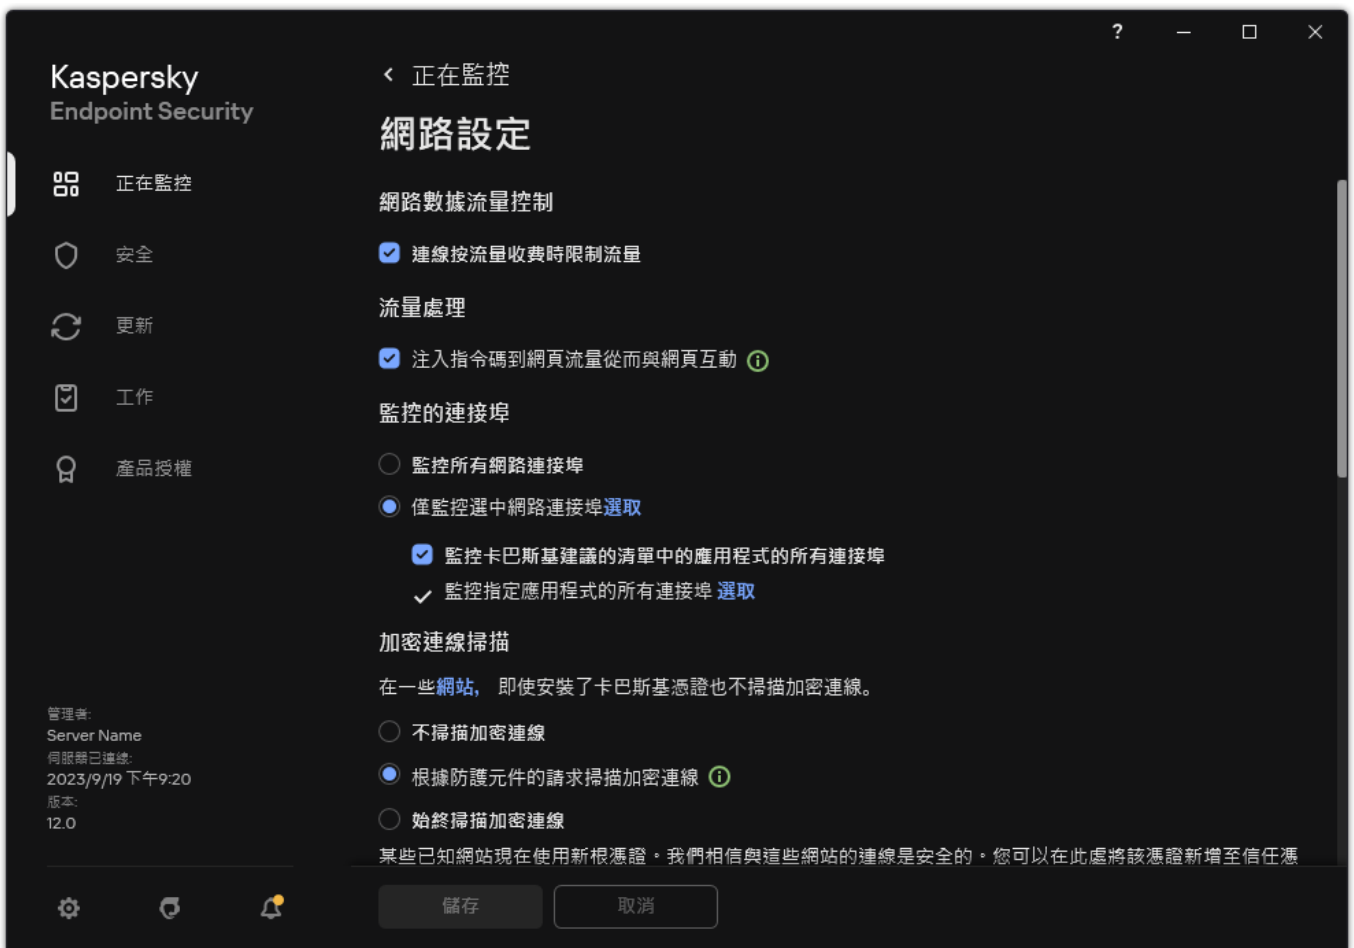 ?
Kaspersky
Endpoint Security
正在監控
安全
更新
工作
產品授權
管理者:
Server Name
伺服器已連線:
2023/9/19 下午9:20
版本:
12.0
正在監控
網路設定
網路數據流量控制
連線按流量收費時限制流量
流量處理
注入指令碼到網頁流量從而與網頁互動
監控的連接埠
監控所有網路連接埠
僅監控選中網路連接埠選取
監控卡巴斯基建議的清單中的應用程式的所有連接埠
監控指定應用程式的所有連接埠 選取
加密連線掃描
在一些網站, 即使安裝了卡巴斯基憑證也不掃描加密連線。
不掃描加密連線
根據防護元件的請求掃描加密連線
始終掃描加密連線
某些已知網站現在使用新根憑證。我們相信與這些網站的連線是安全的。您可以在此處將該憑證新增至信任憑
儲存
取消